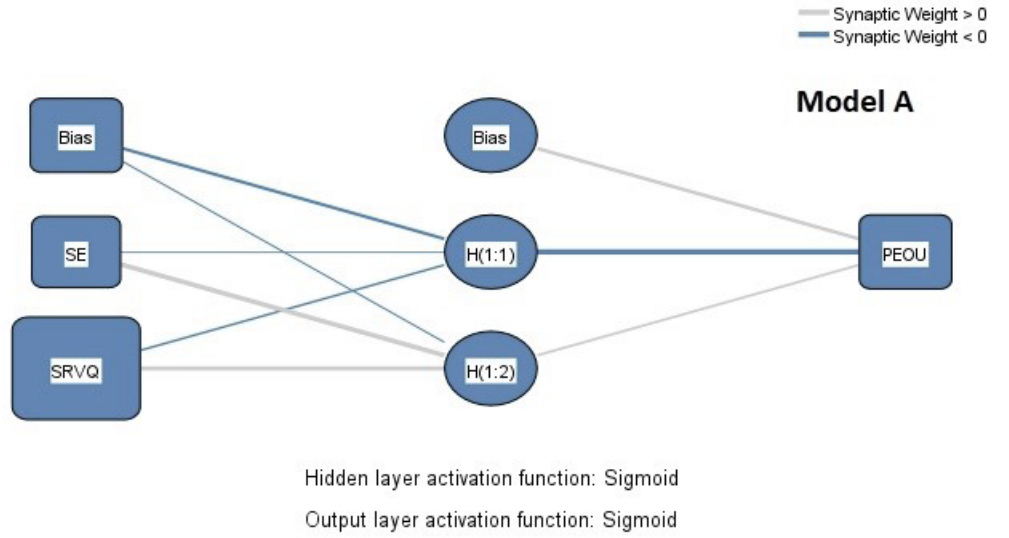 Synaptic Weight > 0
Synaptic Weight < 0
Model A
Bias
Bias
SE
H(1:1)
PEOU
SRVQ
H(1:2)
Hidden layer activation function: Sigmoid
Output layer activation function: Sigmoid